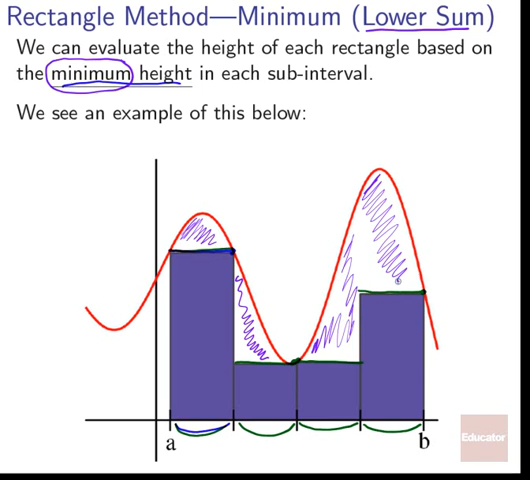 Rectangle Method—Minimum (Lower Sum)
We can evaluate the height of each rectangle based on
the minimum height in each sub-interval.
We see an example of this below:
a
b
Educator